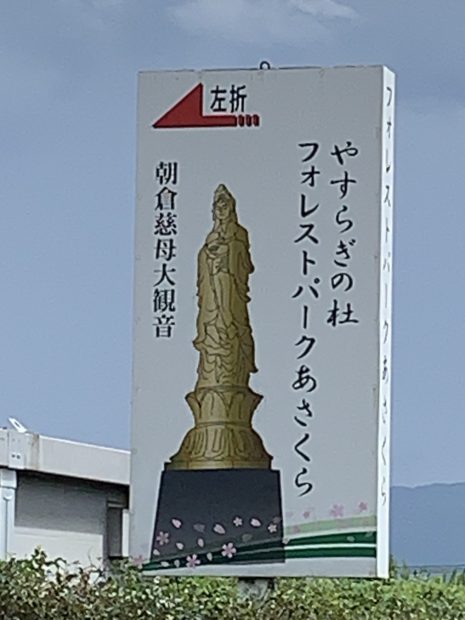 左折
やすらぎの杜
フォレストパークあさくら
朝倉慈母大観音
フォレストパークあさくら